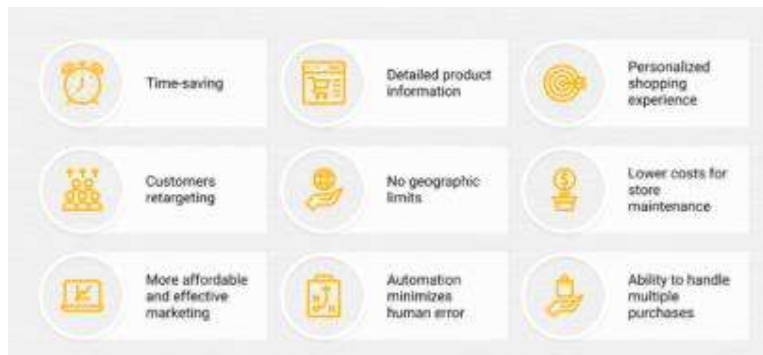 Time-saving
Detailed product
information
Personalized
shopping
experience
Customers
retargeting
No geographic
limits
Lower costs for
store
maintenance
More affordable
and effective
marketing
Automation
minimizes
human error
Ability to handle
multiple
purchases